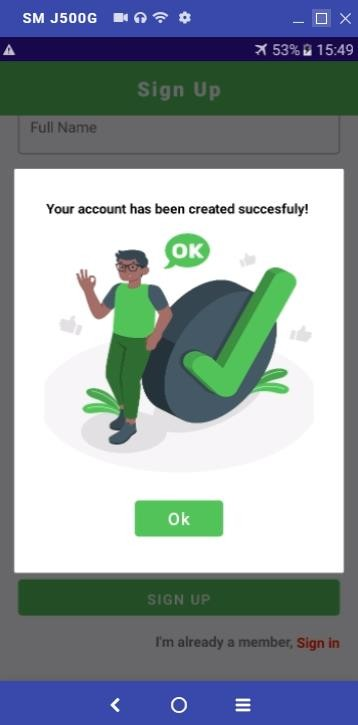 SM J500G
53% 15:49
Sign Up
Full Name
Your account has been created succesfuly!
OK
Ok
SIGN UP
I'm already a member, Sign in